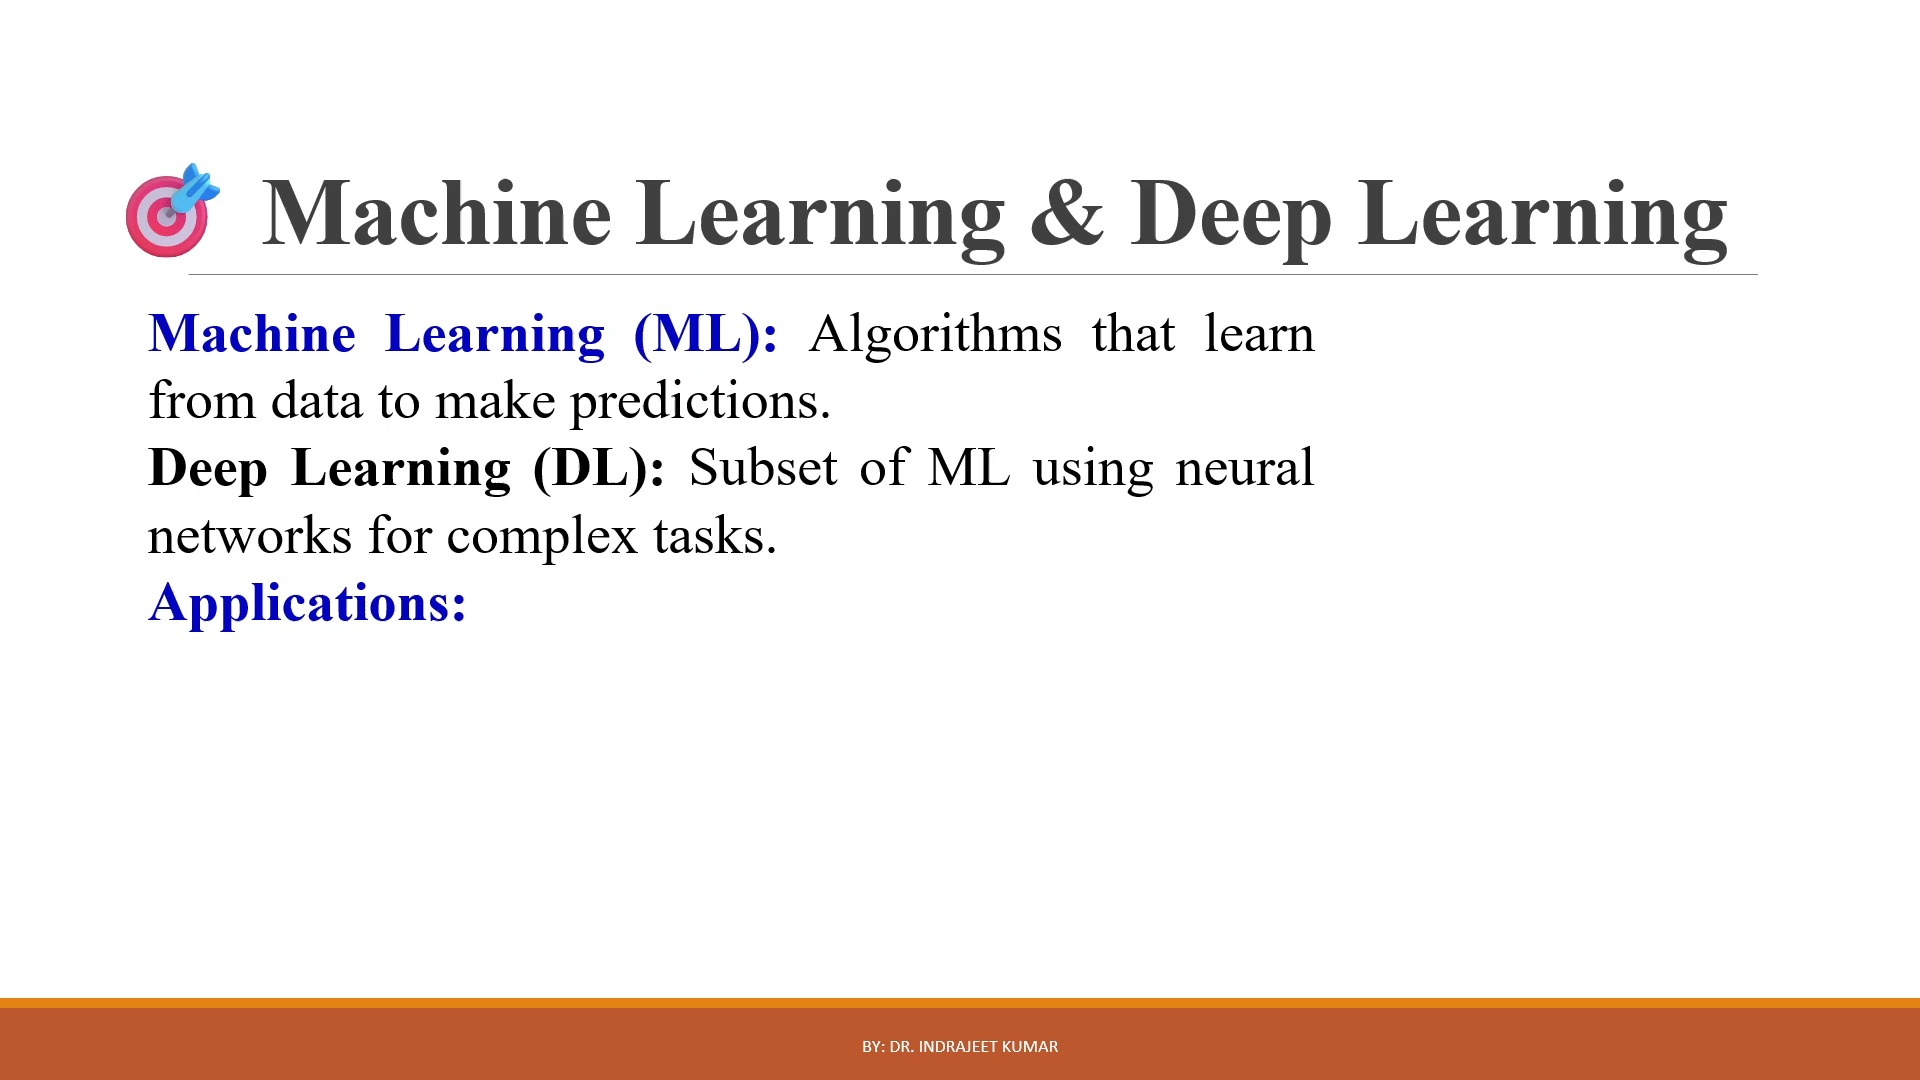 Machine Learning & Deep Learning
Machine Learning (ML): Algorithms that learn
from data to make predictions.
Deep Learning (DL): Subset of ML using neural
networks for complex tasks.
Applications:
BY: DR. INDRAJEET KUMAR